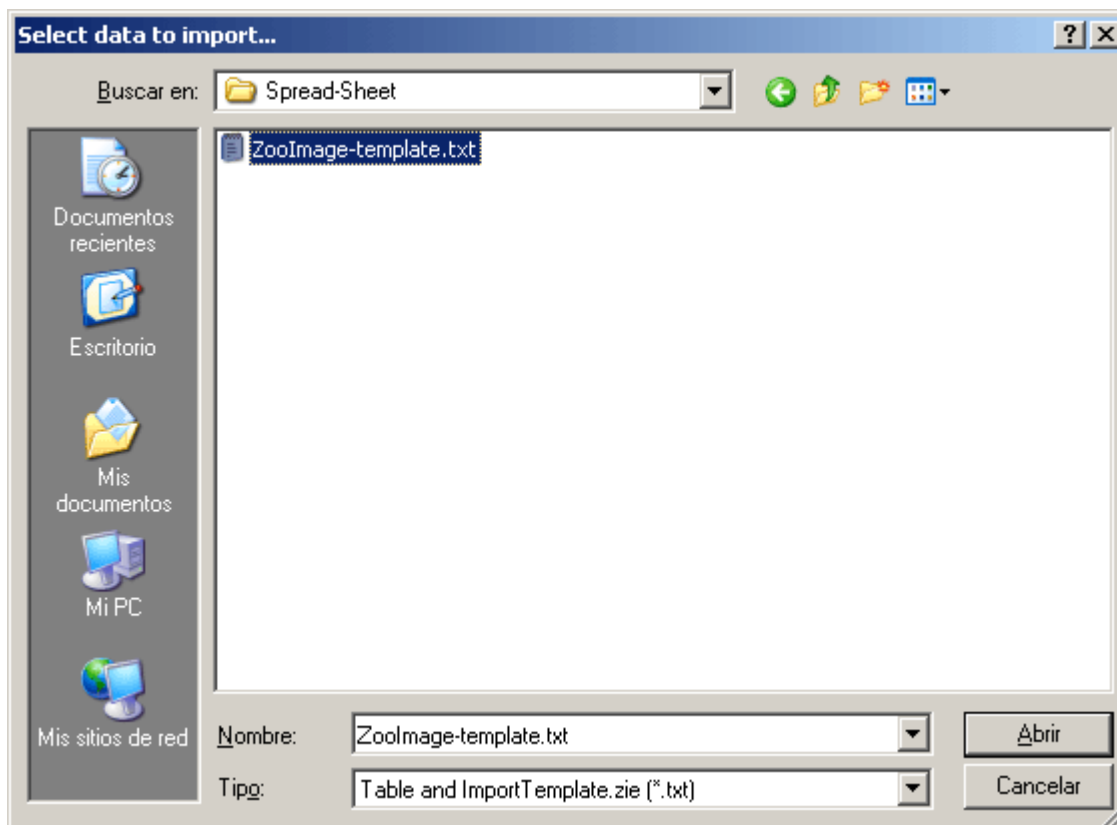 Select data to import...
Buscar en:
Spread-Sheet
ZooImage-template.txt
Documentos
recientes
Escritorio
Mis
documentos
Mi PC
Mis sitios de red
Nombre:
ZooImage-template.txt
Abrir
Tipo:
Table and ImportTemplate.zie (*.txt)
Cancelar